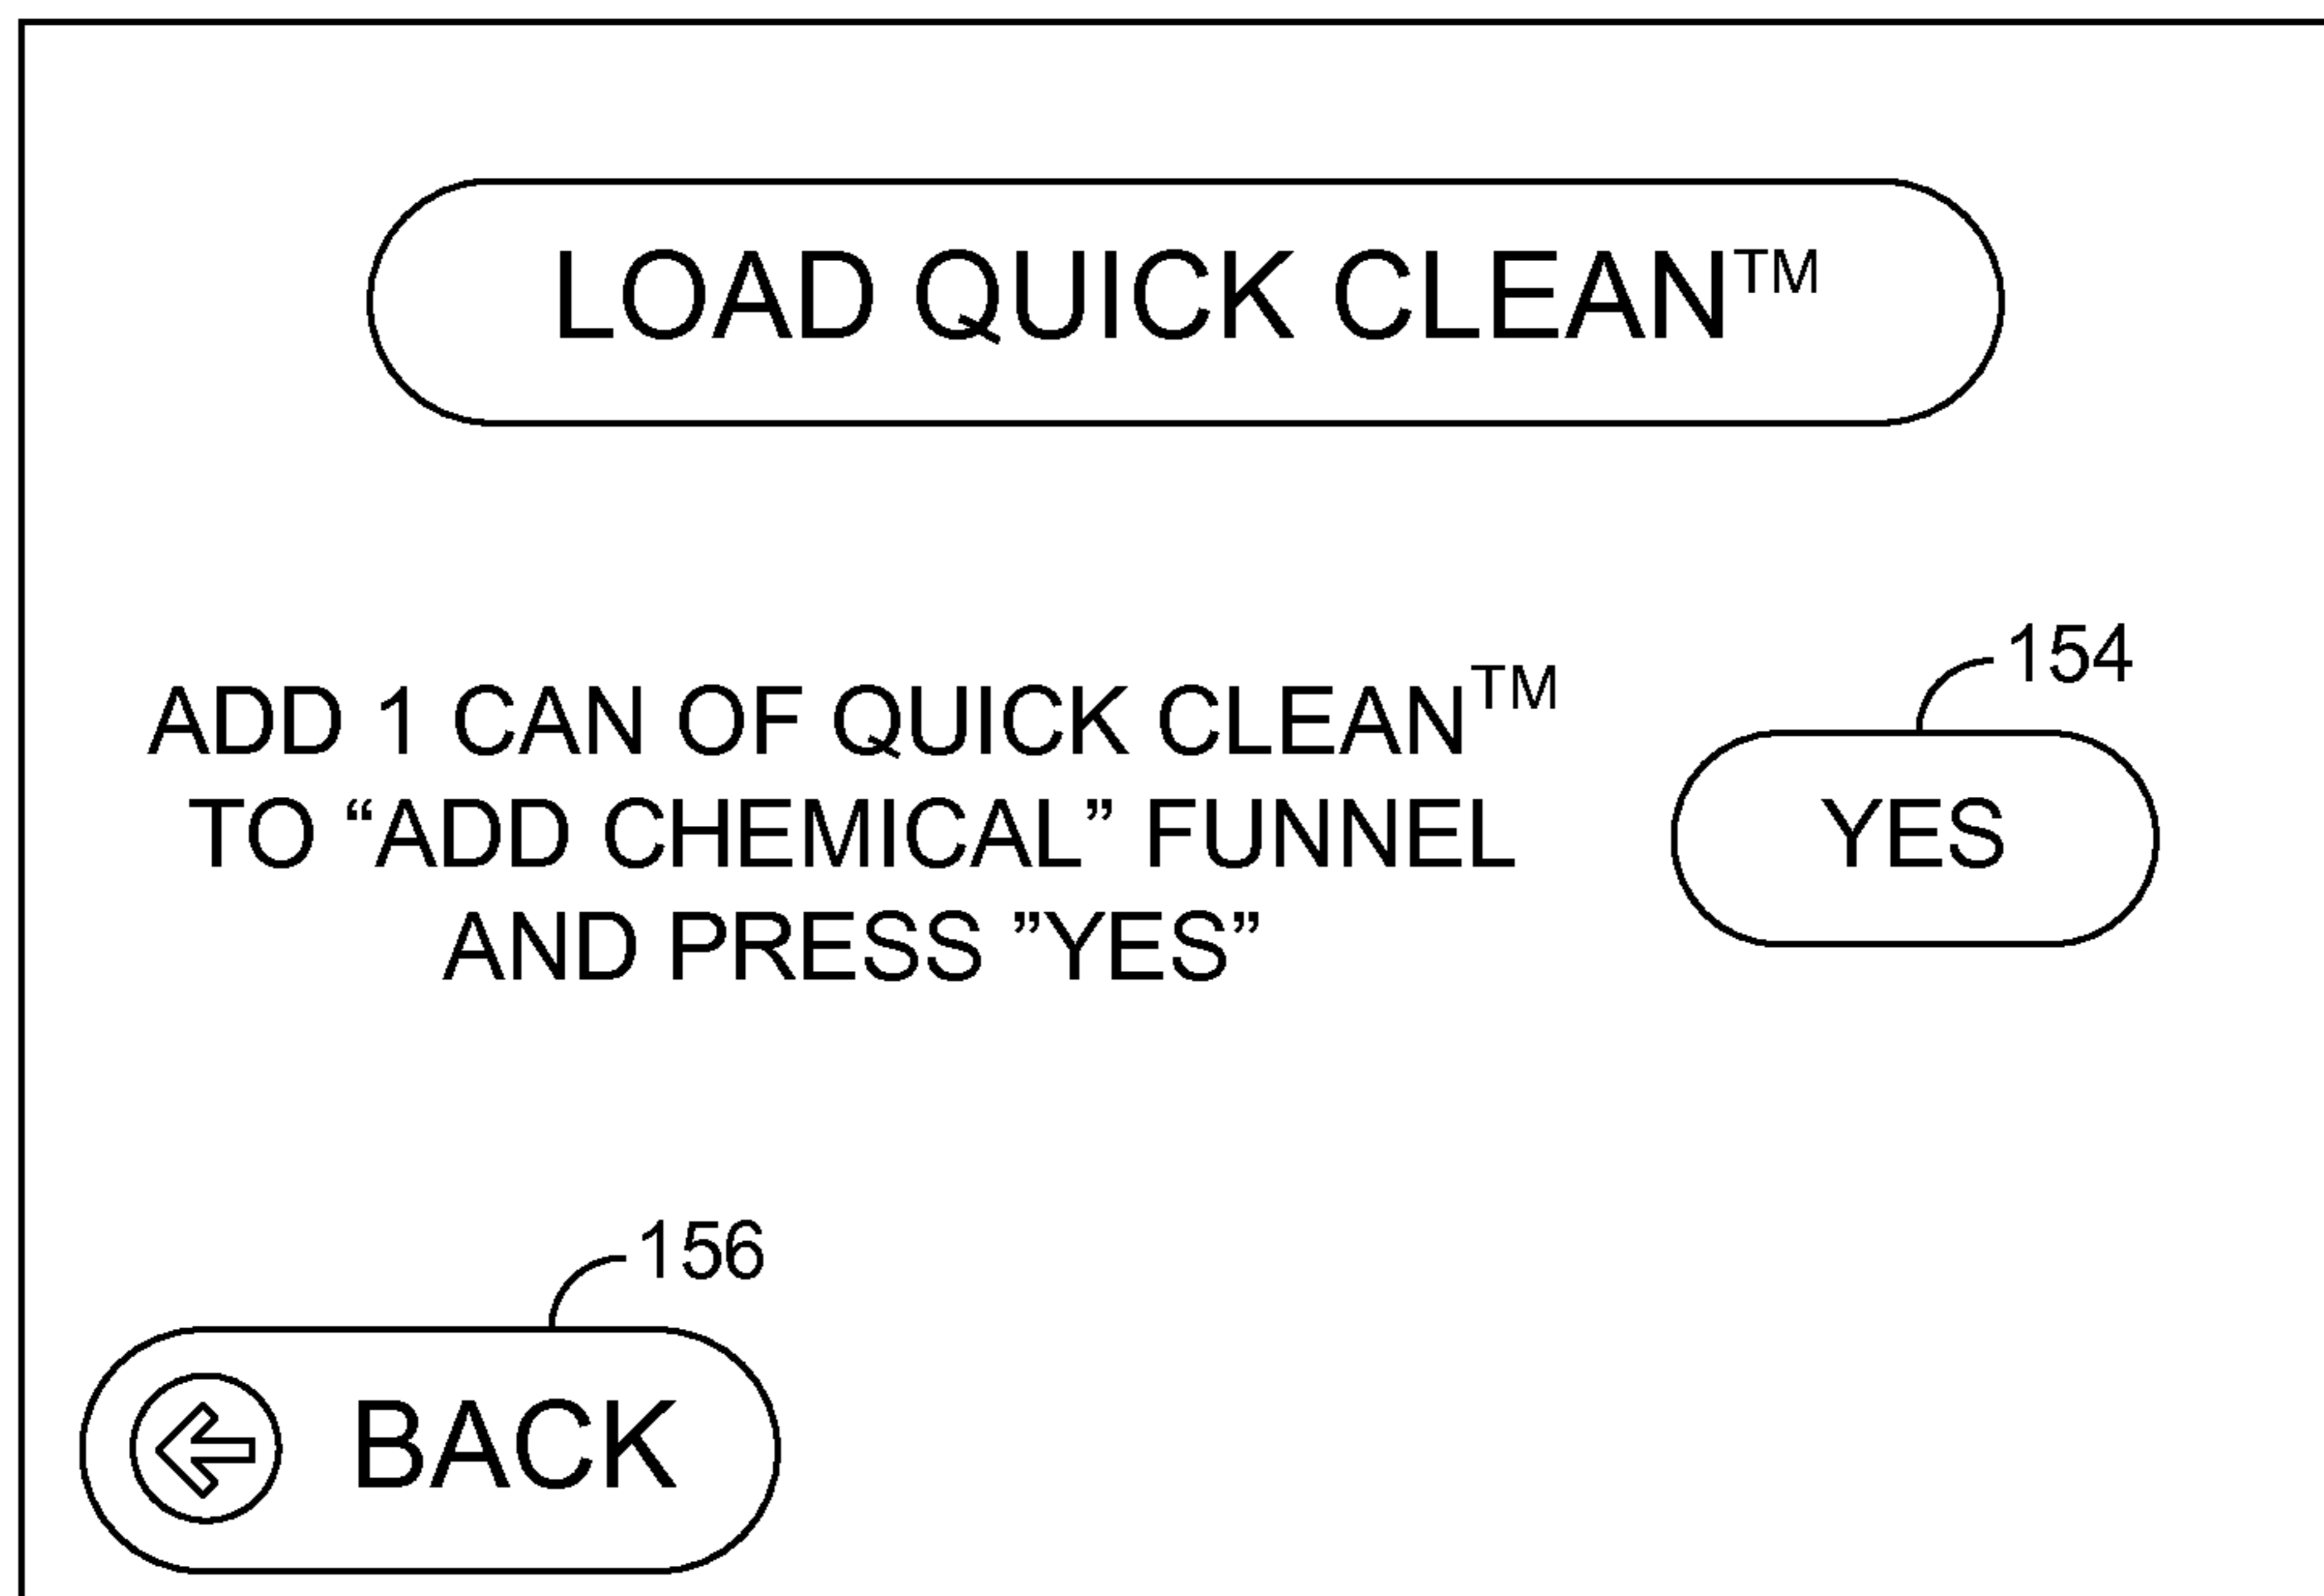 LOAD QUICK CLEAN™
154
ADD 1 CAN OF QUICK CLEAN™
TO “ADD CHEMICAL” FUNNEL
AND PRESS ”YES”
YES
156
BACK